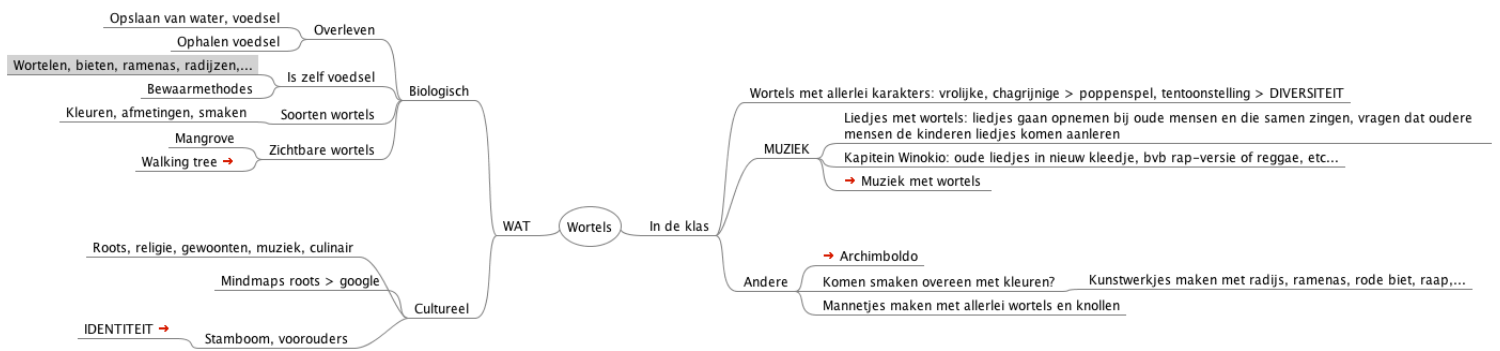 Opslaan van water, voedsel
Overleven
Ophalen voedsel
Wortelen, bieten, ramenas, radijzen,...
Is zelf voedsel
Bewaarmethodes
Biologisch
Kleuren, afmetingen, smaken
Soorten wortels
Mangrove
Zichtbare wortels
Walking tree
WAT
Roots, religie, gewoonten, muziek, culinair
Mindmaps roots > google
Cultureel
IDENTITEIT
Stamboom, voorouders
Wortels
In de klas
Wortels met allerlei karakters: vrolijke, chagrijnige > poppenspel, tentoonstelling > DIVERSITEIT
Liedjes met wortels: liedjes gaan opnemen bij oude mensen en die samen zingen, vragen dat oudere
mensen de kinderen liedjes komen aanleren
MUZIEK
Kapitein Winokio: oude liedjes in nieuw kleedje, bvb rap-versie of reggae, etc...
Muziek met wortels
Archimboldo
Andere
Komen smaken overeen met kleuren?
Kunstwerkjes maken met radijs, ramenas, rode biet, raap,...
Mannetjes maken met allerlei wortels en knollen